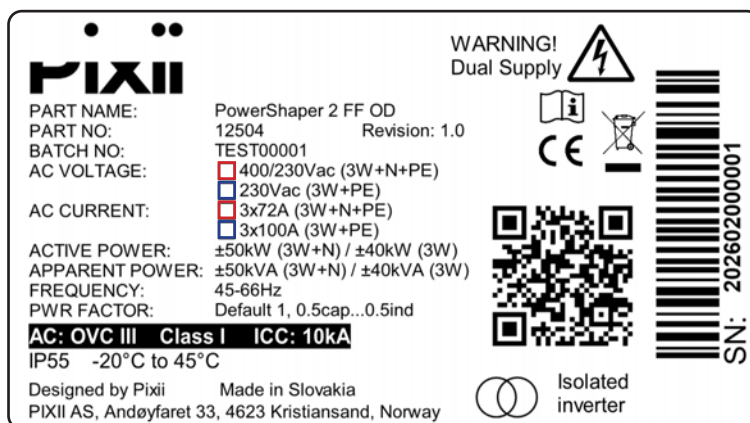 Pixii
WARNING!
Dual Supply
PART NAME: PowerShaper 2 FF OD
PART NO: 12504 Revision: 1.0
BATCH NO: TEST00001
AC VOLTAGE: 400/230Vac (3W+N+PE)
230Vac (3W+PE)
AC CURRENT: 3x72A (3W+N+PE)
3x100A (3W+PE)
ACTIVE POWER: ±50kW (3W+N) / ±40kW (3W)
APPARENT POWER: ±50kVA (3W+N) / ±40kVA (3W)
FREQUENCY: 45-66Hz
PWR FACTOR: Default 1, 0.5cap...0.5ind
AC: OVC III Class I ICC: 10kA
IP55 -20°C to 45°C
Designed by Pixii Made in Slovakia
PIXII AS, Andøyfaret 33, 4623 Kristiansand, Norway
i
CE
Isolated
inverter
SN: 202602000001